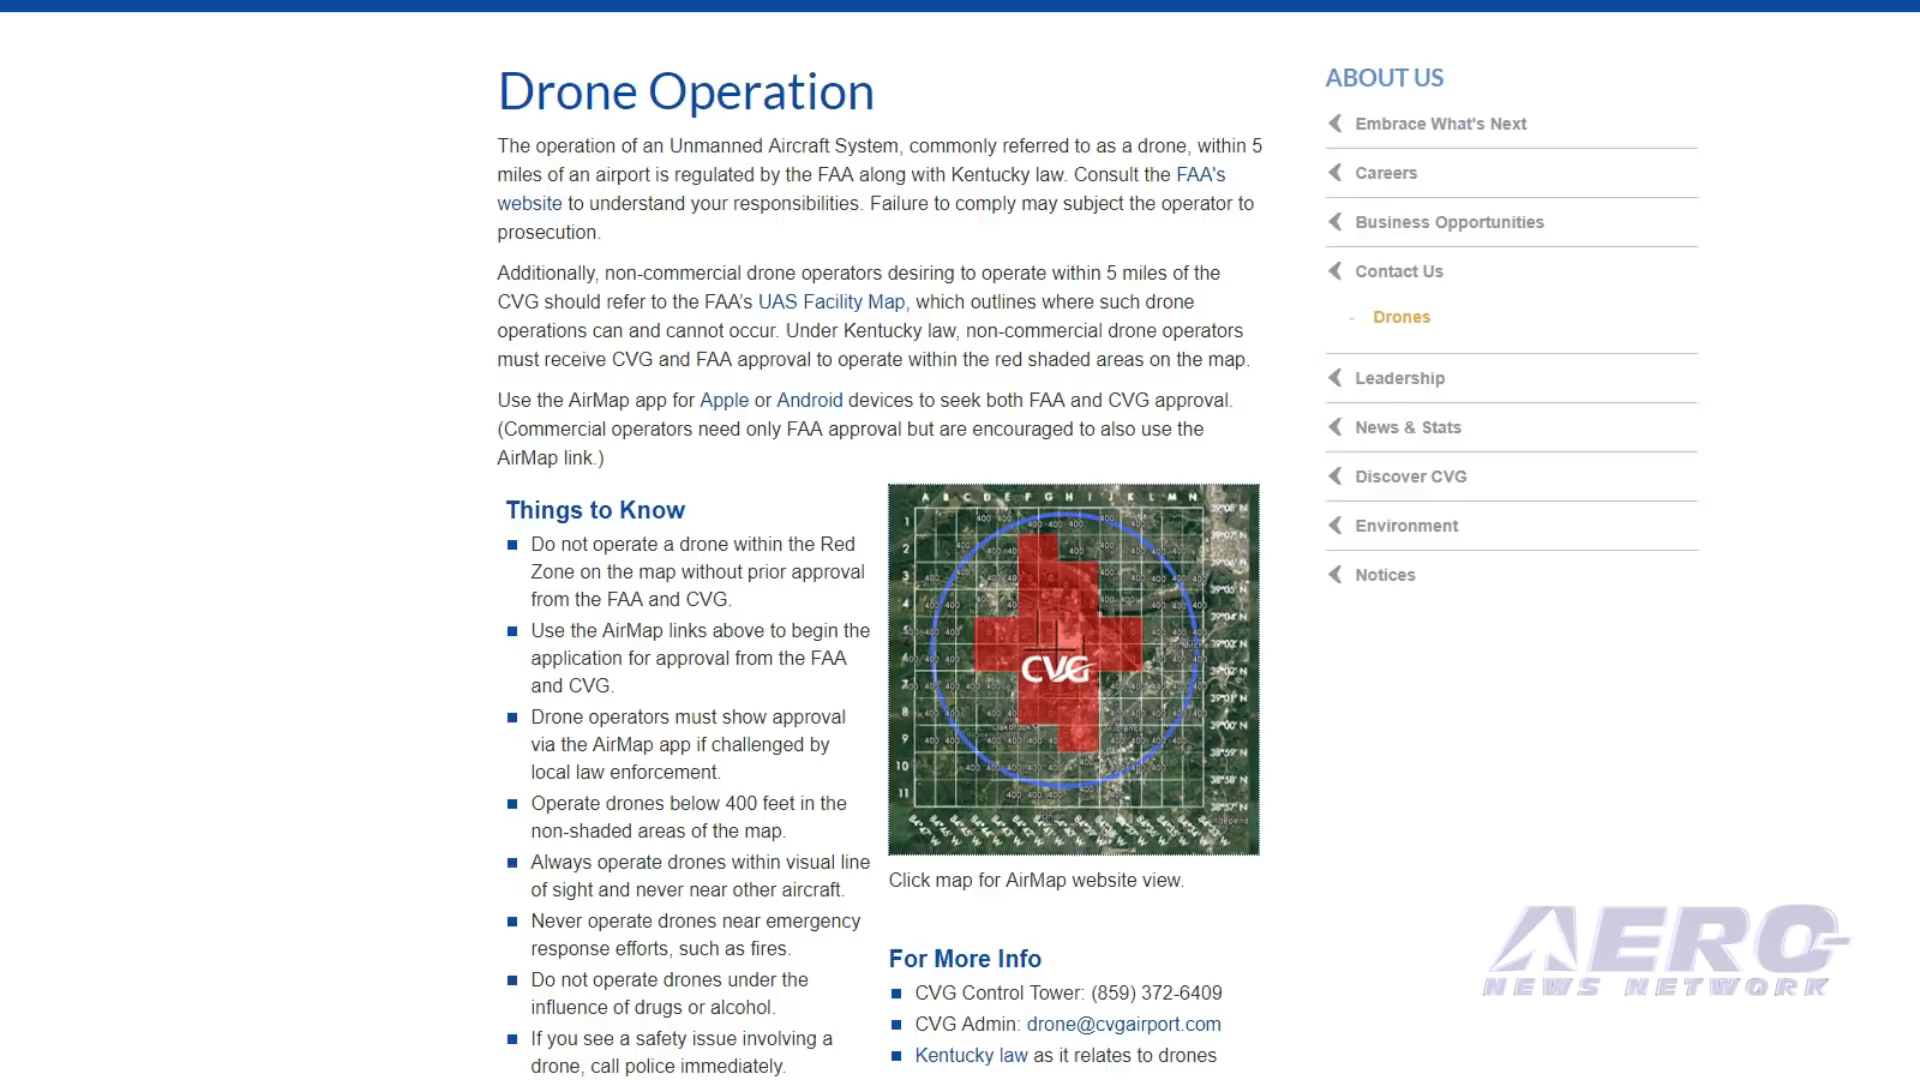 Drone Operation
The operation of an Unmanned Aircraft System, commonly referred to as a drone, within 5
miles of an airport is regulated by the FAA along with Kentucky law. Consult the FAA's
website to understand your responsibilities. Failure to comply may subject the operator to
prosecution.
Additionally, non-commercial drone operators desiring to operate within 5 miles of the
CVG should refer to the FAA's UAS Facility Map, which outlines where such drone
operations can and cannot occur. Under Kentucky law, non-commercial drone operators
must receive CVG and FAA approval to operate within the red shaded areas on the map.
Use the AirMap app for Apple or Android devices to seek both FAA and CVG approval.
(Commercial operators need only FAA approval but are encouraged to also use the
AirMap link.)
Things to Know
Do not operate a drone within the Red
Zone on the map without prior approval
from the FAA and CVG.
Use the AirMap links above to begin the
application for approval from the FAA
and CVG.
Drone operators must show approval
via the AirMap app if challenged by
local law enforcement.
Operate drones below 400 feet in the
non-shaded areas of the map.
Always operate drones within visual line
of sight and never near other aircraft.
Never operate drones near emergency
response efforts, such as fires.
Do not operate drones under the
influence of drugs or alcohol.
If you see a safety issue involving a
drone, call police immediately.
A B C D E F G H I J K L M N
1
2
3
4
5
6
7
8
9
10
11
CVG
Click map for AirMap website view.
For More Info
CVG Control Tower: (859) 372-6409
CVG Admin: drone@cvgairport.com
Kentucky law as it relates to drones
ABOUT US
Embrace What's Next
Careers
Business Opportunities
Contact Us
- Drones
Leadership
News & Stats
Discover CVG
Environment
Notices
AERO
NEWS NETWORK